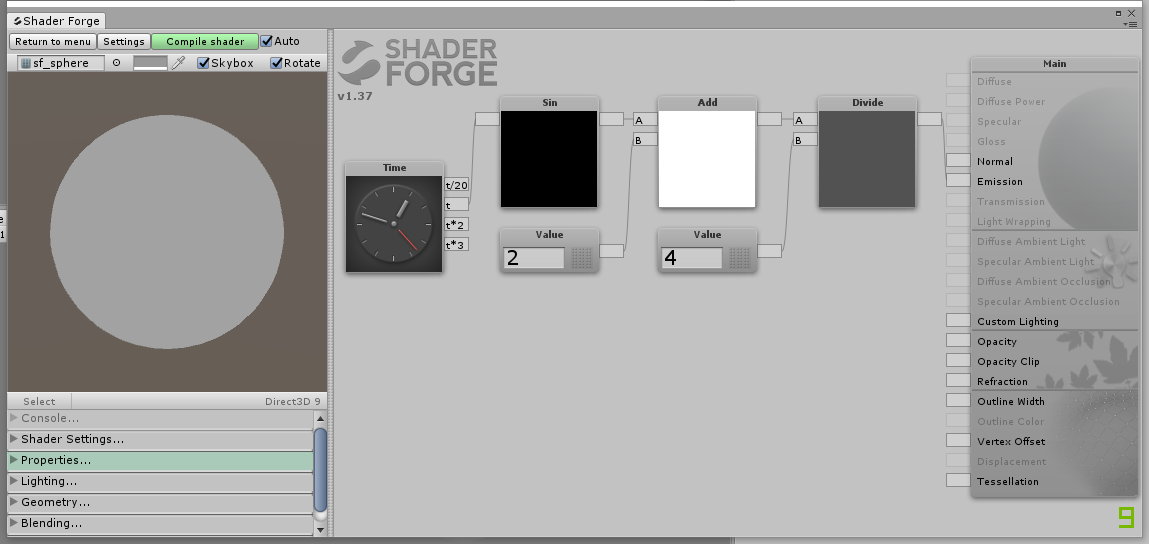 Shader Forge
Return to menu Settings Compile shader Auto
sf_sphere Skybox Rotate
SHADER
FORGE
v1.37
Time
t/20
t
t*2
t*3
Sin
Value
2
Add
A
B
Value
4
Divide
A
B
Main
Diffuse
Diffuse Power
Specular
Gloss
Normal
Emission
Transmission
Light Wrapping
Diffuse Ambient Light
Specular Ambient Light
Diffuse Ambient Occlusion
Specular Ambient Occlusion
Custom Lighting
Opacity
Opacity Clip
Refraction
Outline Width
Outline Color
Vertex Offset
Displacement
Tessellation
Select Direct3D 9
Console...
Shader Settings...
Properties...
Lighting...
Geometry...
Blending...
9